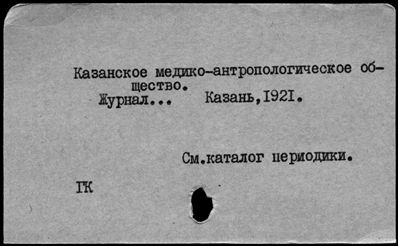 Казанское медико-антропологическое об-
щество.
Журнал... Казань,1921.
См.каталог периодики.
ГК